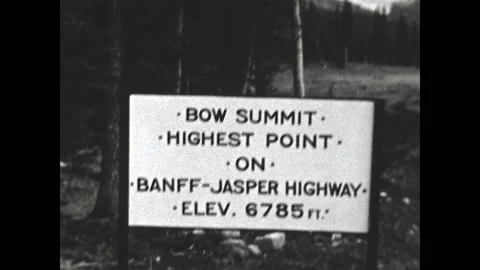 · BOW SUMMIT ·
· HIGHEST POINT ·
· ON ·
· BANFF-JASPER HIGHWAY ·
· ELEV. 6785 FT. ·